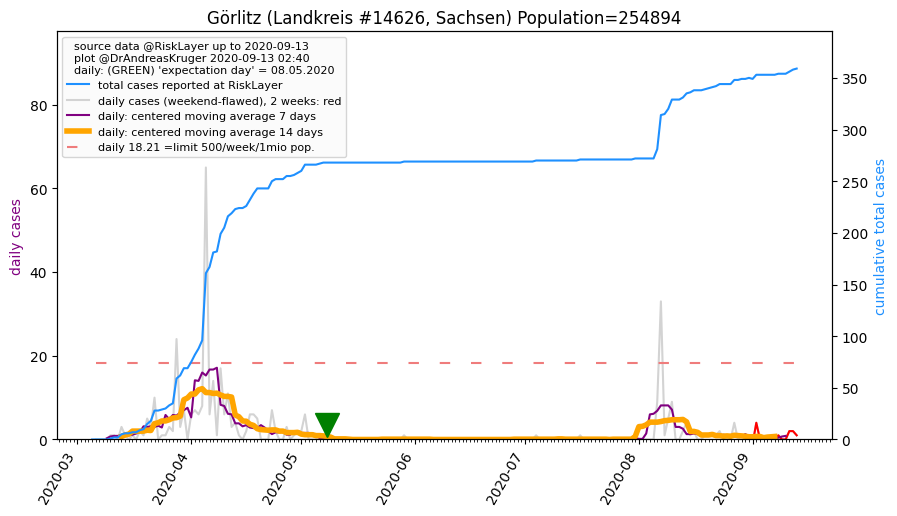 Görlitz (Landkreis #14626, Sachsen) Population=254894
source data @RiskLayer up to 2020-09-13
plot @DrAndreasKruger 2020-09-13 02:40
daily: (GREEN) 'expectation day' = 08.05.2020
total cases reported at RiskLayer
daily cases (weekend-flawed), 2 weeks: red
daily: centered moving average 7 days
daily: centered moving average 14 days
daily 18.21 =limit 500/week/1mio pop.
daily cases
80
60
40
20
0
cumulative total cases
350
300
250
200
150
100
50
0
2020-03
2020-04
2020-05
2020-06
2020-07
2020-08
2020-09